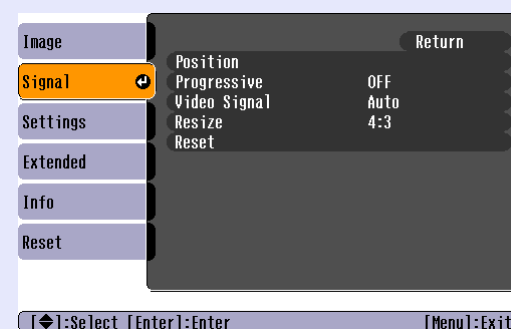 Image
Signal
Settings
Extended
Info
Reset
Return
Position
Progressive OFF
Video Signal Auto
Resize 4:3
Reset
[◆]:Select [Enter]:Enter [Menu]:Exit